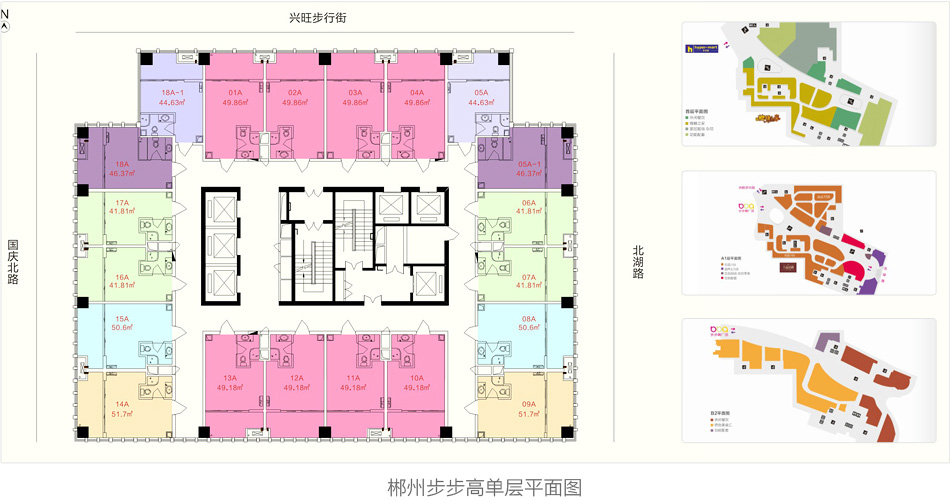 N
兴旺步行街
国庆北路
北湖路
18A-1
44.63㎡
01A
49.86㎡
02A
49.86㎡
03A
49.86㎡
04A
49.86㎡
05A
44.63㎡
18A
46.37㎡
05A-1
46.37㎡
17A
41.81㎡
06A
41.81㎡
16A
41.81㎡
07A
41.81㎡
15A
50.6㎡
08A
50.6㎡
14A
51.7㎡
13A
49.18㎡
12A
49.18㎡
11A
49.18㎡
10A
49.18㎡
09A
51.7㎡
A1层平面图
B2平面图
郴州步步高单层平面图